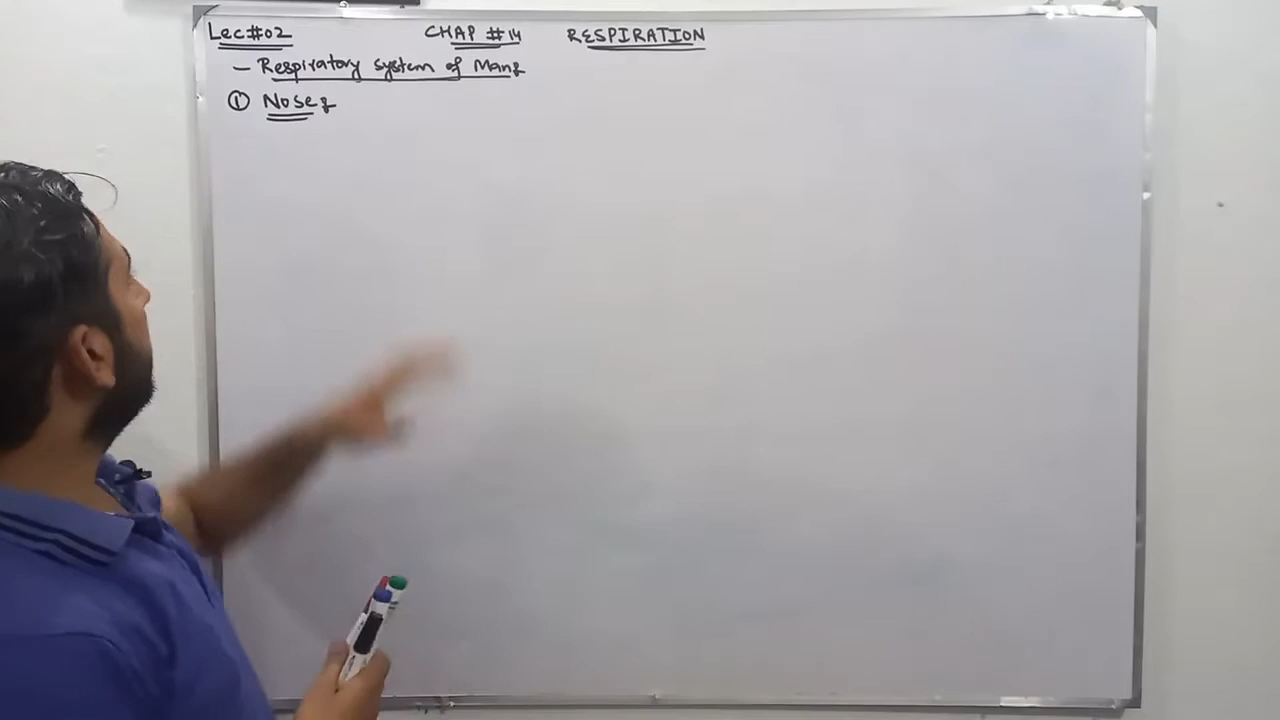 Lec#02 CHAP #14 RESPIRATION
- Respiratory system of Man:
① Nose: